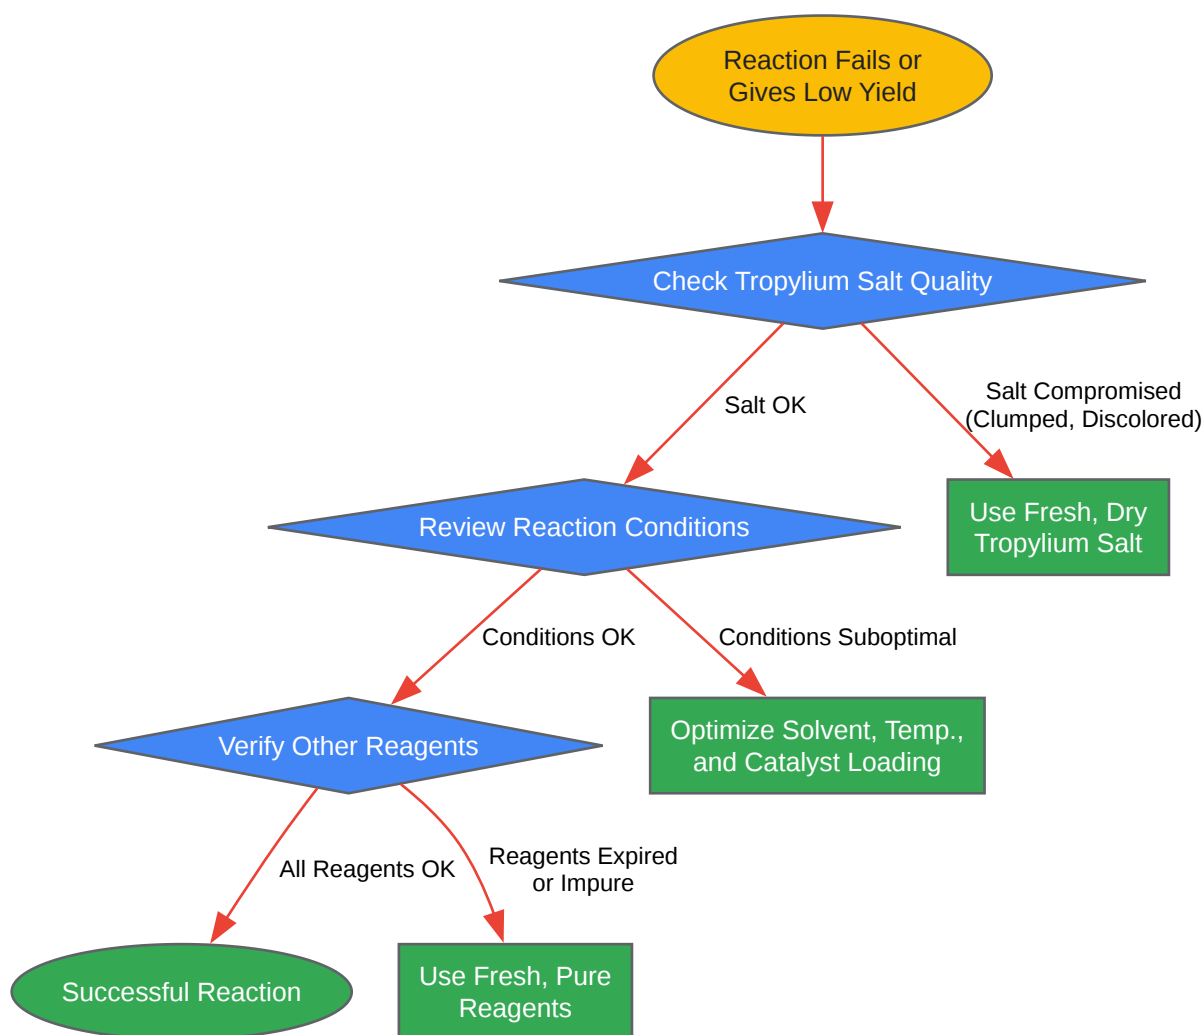 Reaction Fails or
Gives Low Yield
Check Tropylium Salt Quality
Salt OK
Salt Compromised
(Clumped, Discolored)
Review Reaction Conditions
Use Fresh, Dry
Tropylium Salt
Conditions OK
Conditions Suboptimal
Verify Other Reagents
Optimize Solvent, Temp.,
and Catalyst Loading
All Reagents OK
Reagents Expired
or Impure
Successful Reaction
Use Fresh, Pure
Reagents